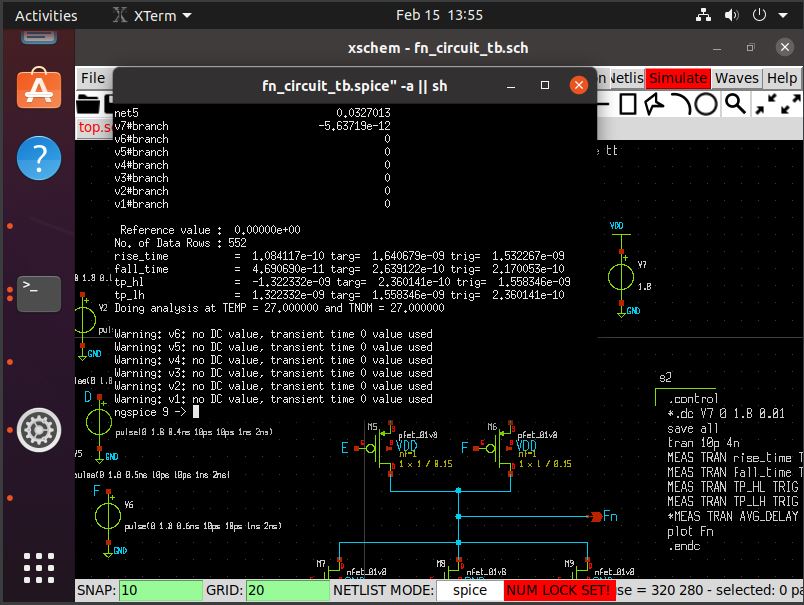 Activities XTerm Feb 15 13:55
xschem - fn_circuit_tb.sch
File Netlis Simulate Waves Help
fn_circuit_tb.spice" -a || sh
top.s
net5 0.0327013
v7#branch -5.63719e-12
v6#branch 0
v5#branch 0
v4#branch 0
v3#branch 0
v2#branch 0
v1#branch 0
Reference value : 0.00000e+00
No. of Data Rows : 552
rise_time = 1.084117e-10 targ= 1.640679e-09 trig= 1.532267e-09
fall_time = 4.690690e-11 targ= 2.639122e-10 trig= 2.170053e-10
tp_hl = -1.322332e-09 targ= 2.360141e-10 trig= 1.558346e-09
tp_lh = 1.322332e-09 targ= 1.558346e-09 trig= 2.360141e-10
Doing analysis at TEMP = 27.000000 and TNOM = 27.000000
Warning: v6: no DC value, transient time 0 value used
Warning: v5: no DC value, transient time 0 value used
Warning: v4: no DC value, transient time 0 value used
Warning: v3: no DC value, transient time 0 value used
Warning: v2: no DC value, transient time 0 value used
Warning: v1: no DC value, transient time 0 value used
ngspice 9 ->
tt
VDD
V7
1.8
GND
V2
GND
D
pulse(0 1.8 0.4ns 10ps 10ps 1ns 2ns)
GND
pulse(0 1.8 0.5ns 10ps 10ps 1ns 2ns)
F
V6
pulse(0 1.8 0.6ns 10ps 10ps 1ns 2ns)
GND
E M5 pfet_01v8 F M6 pfet_01v8
VDD VDD
nf=1 nf=1
1 x 1 / 0.15 1 x 1 / 0.15
Fn
M7 nfet_01v8 M8 nfet_01v8 M9 nfet_01v8
s2
.control
*.dc V7 0 1.8 0.01
save all
tran 10p 4n
MEAS TRAN rise_time T
MEAS TRAN fall_time T
MEAS TRAN TP_HL TRIG
MEAS TRAN TP_LH TRIG
*MEAS TRAN AVG_DELAY
plot Fn
.endc
SNAP: 10 GRID: 20 NETLIST MODE: spice NUM LOCK SET! se = 320 280 - selected: 0 pa